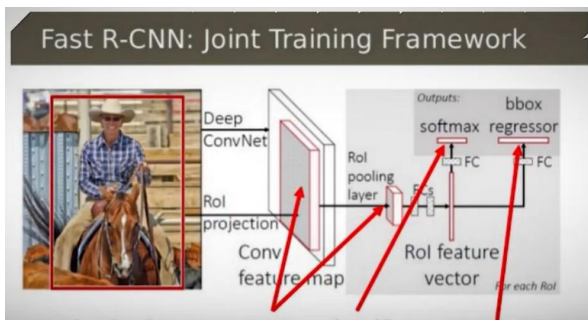 Fast R-CNN: Joint Training Framework
Deep
ConvNet
RoI
projection
Conv
feature map
RoI
pooling
layer
FCs
Outputs:
softmax
bbox
regressor
FC
FC
RoI feature
vector
For each RoI